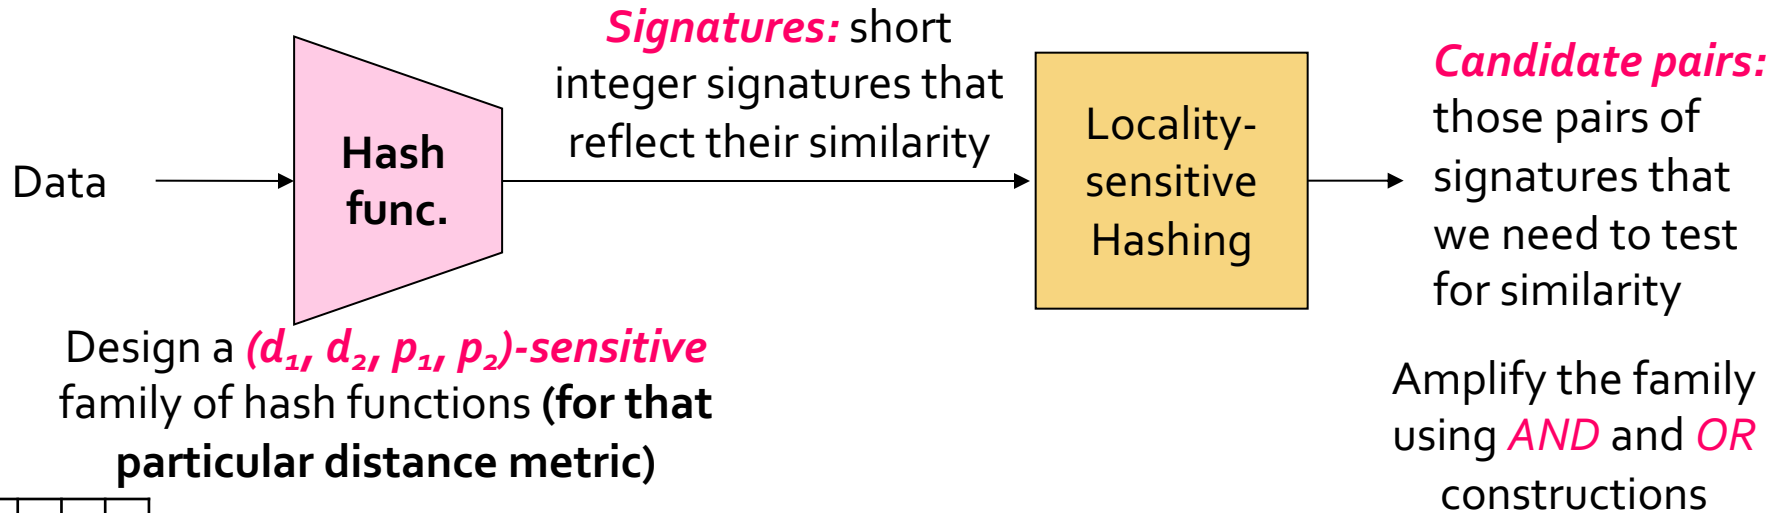 Data
Hash
func.
Signatures: short
integer signatures that
reflect their similarity
Locality-
sensitive
Hashing
Candidate pairs:
those pairs of
signatures that
we need to test
for similarity
Design a (d₁, d₂, p₁, p₂)-sensitive
family of hash functions (for that
particular distance metric)
Amplify the family
using AND and OR
constructions